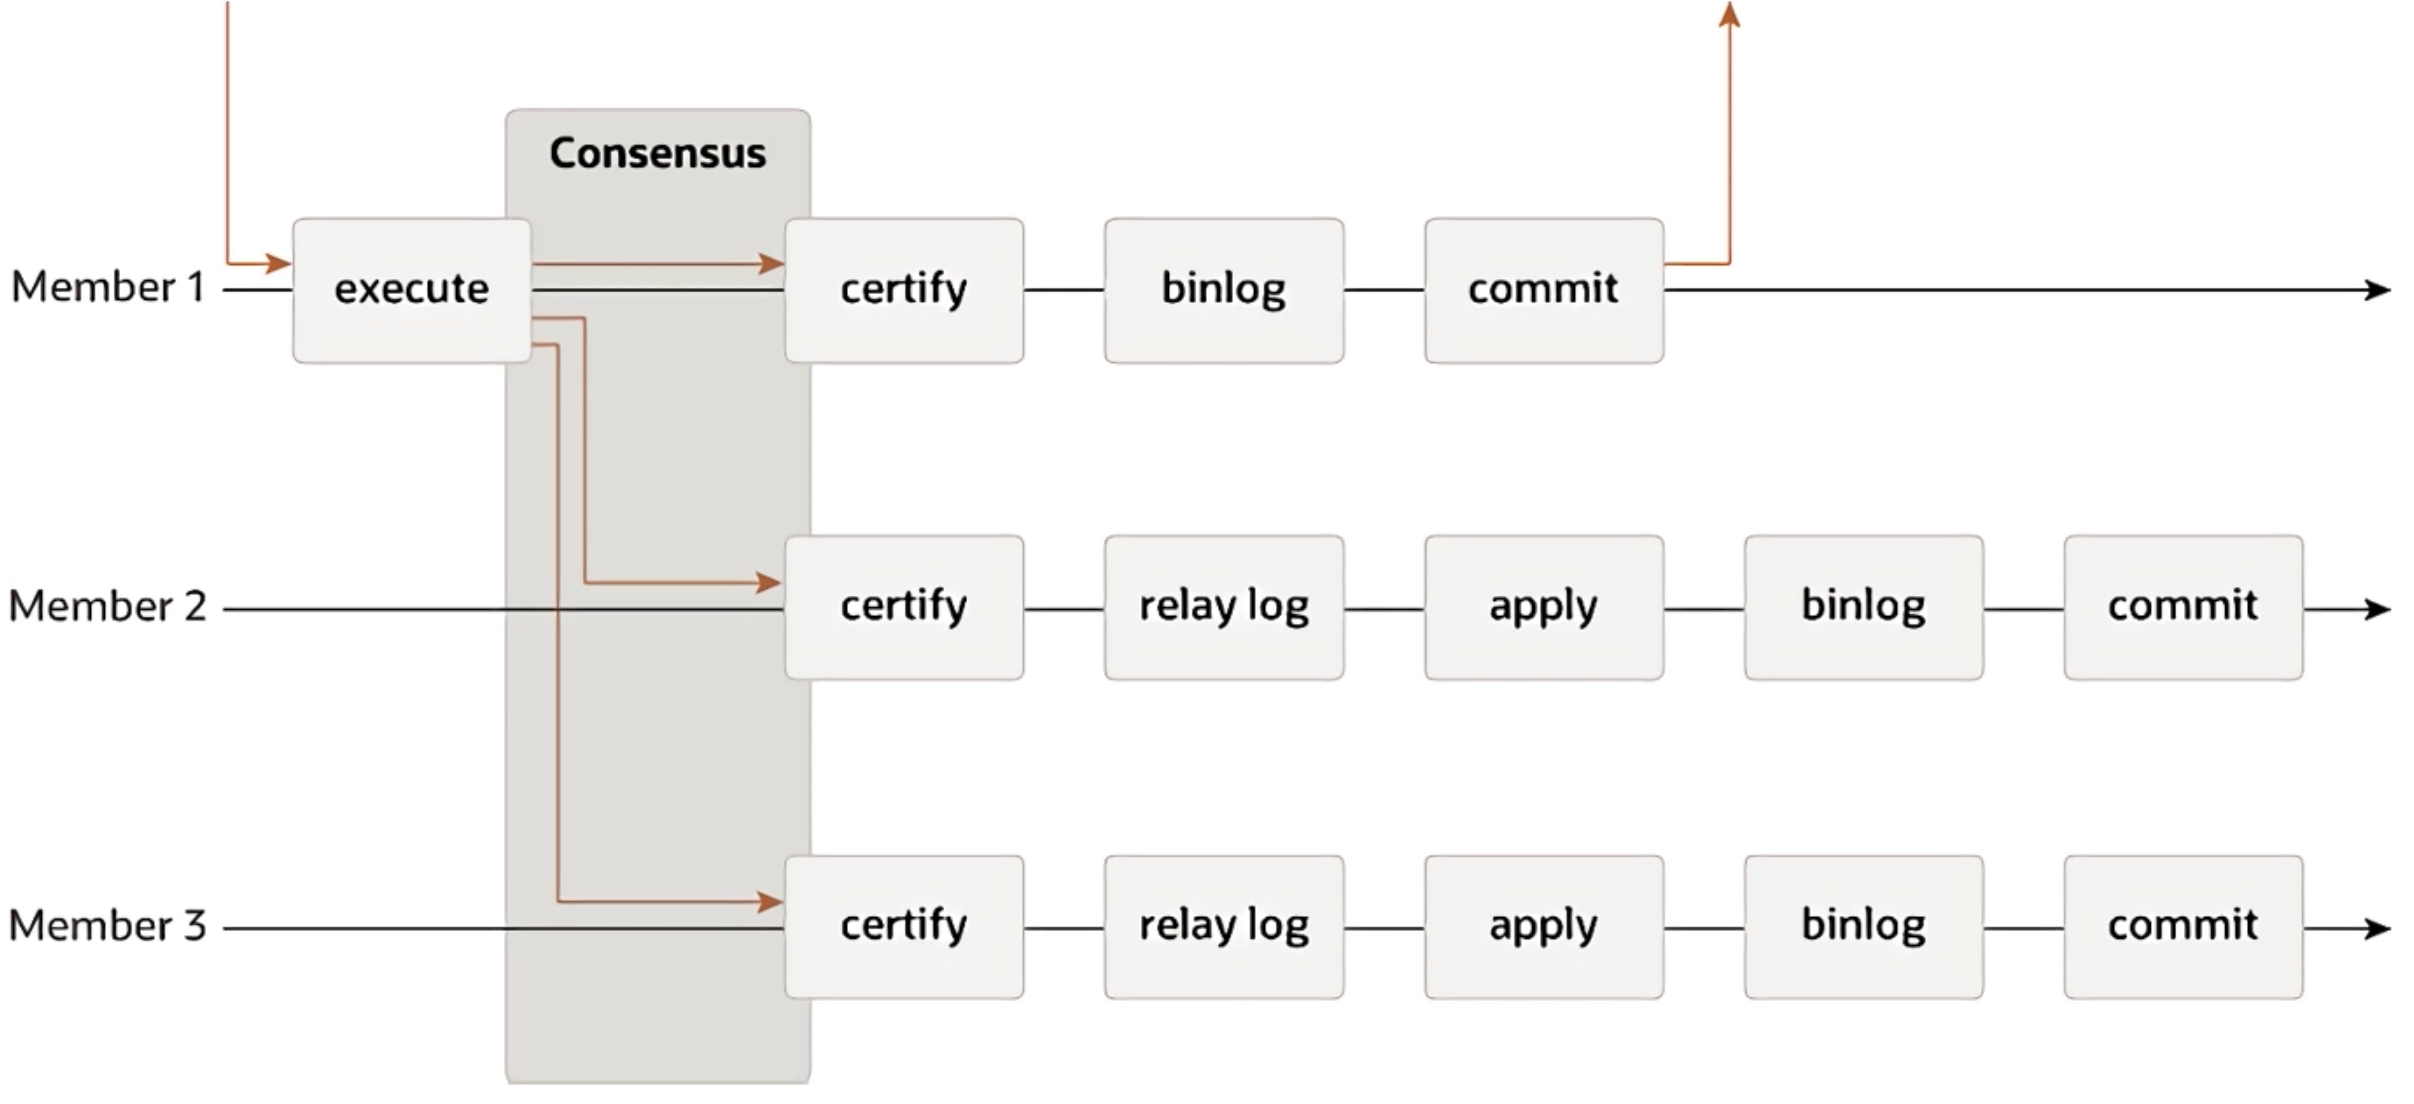 Consensus
Member 1 execute certify binlog commit
Member 2 certify relay log apply binlog commit
Member 3 certify relay log apply binlog commit